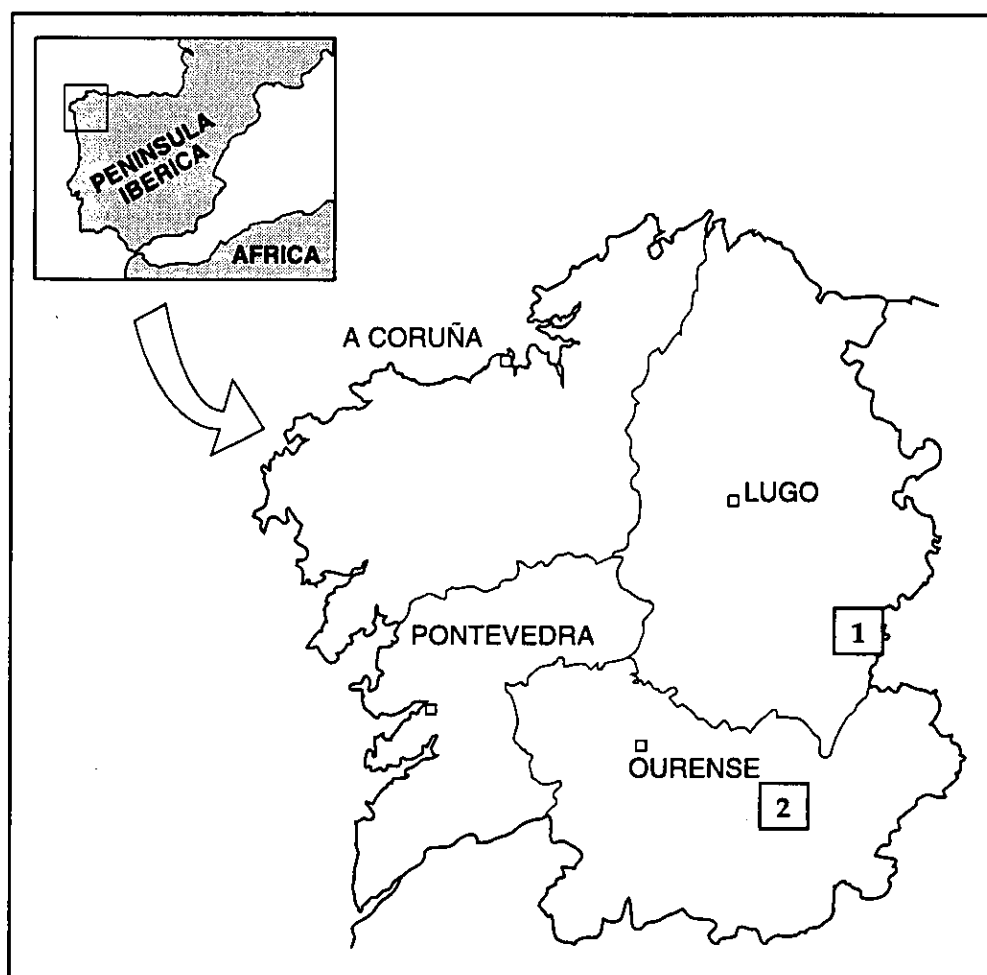 PENINSULA
IBERICA
AFRICA
A CORUÑA
LUGO
1
PONTEVEDRA
OURENSE
2